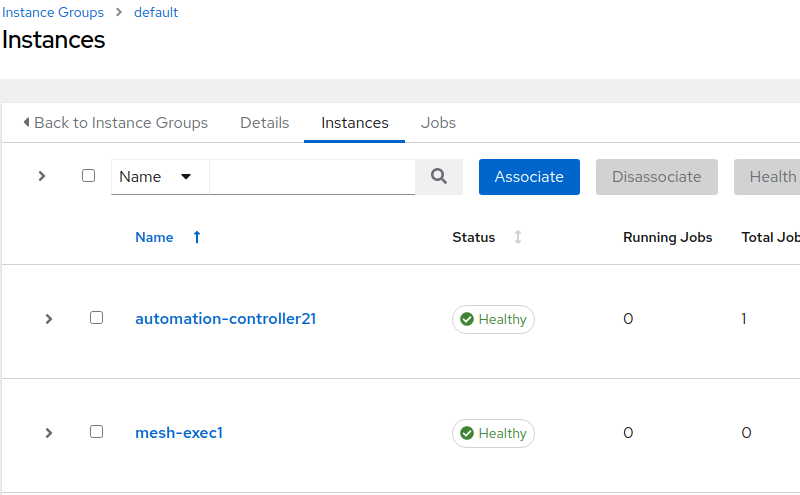 Instance Groups > default
Instances
Back to Instance Groups Details Instances Jobs
Name Associate Disassociate Health
Name Status Running Jobs Total Job
automation-controller21 Healthy 0 1
mesh-exec1 Healthy 0 0